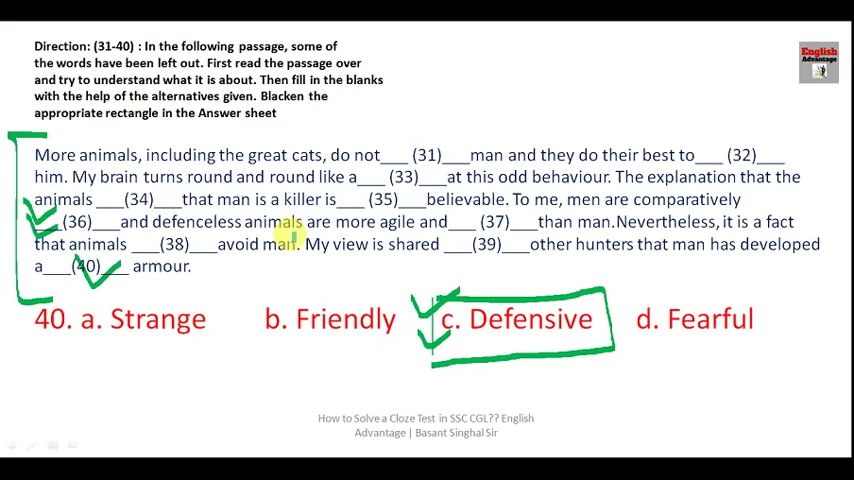 Direction: (31-40) : In the following passage, some of
the words have been left out. First read the passage over
and try to understand what it is about. Then fill in the blanks
with the help of the alternatives given. Blacken the
appropriate rectangle in the Answer sheet
English
Advantage
More animals, including the great cats, do not___ (31)___man and they do their best to___ (32)___
him. My brain turns round and round like a___ (33)___at this odd behaviour. The explanation that the
animals ___(34)___that man is a killer is___ (35)___believable. To me, men are comparatively
___(36)___and defenceless animals are more agile and___ (37)___than man.Nevertheless, it is a fact
that animals ___(38)___avoid man. My view is shared ___(39)___other hunters that man has developed
a___(40)___ armour.
40. a. Strange b. Friendly c. Defensive d. Fearful
How to Solve a Cloze Test in SSC CGL?? English
Advantage | Basant Singhal Sir